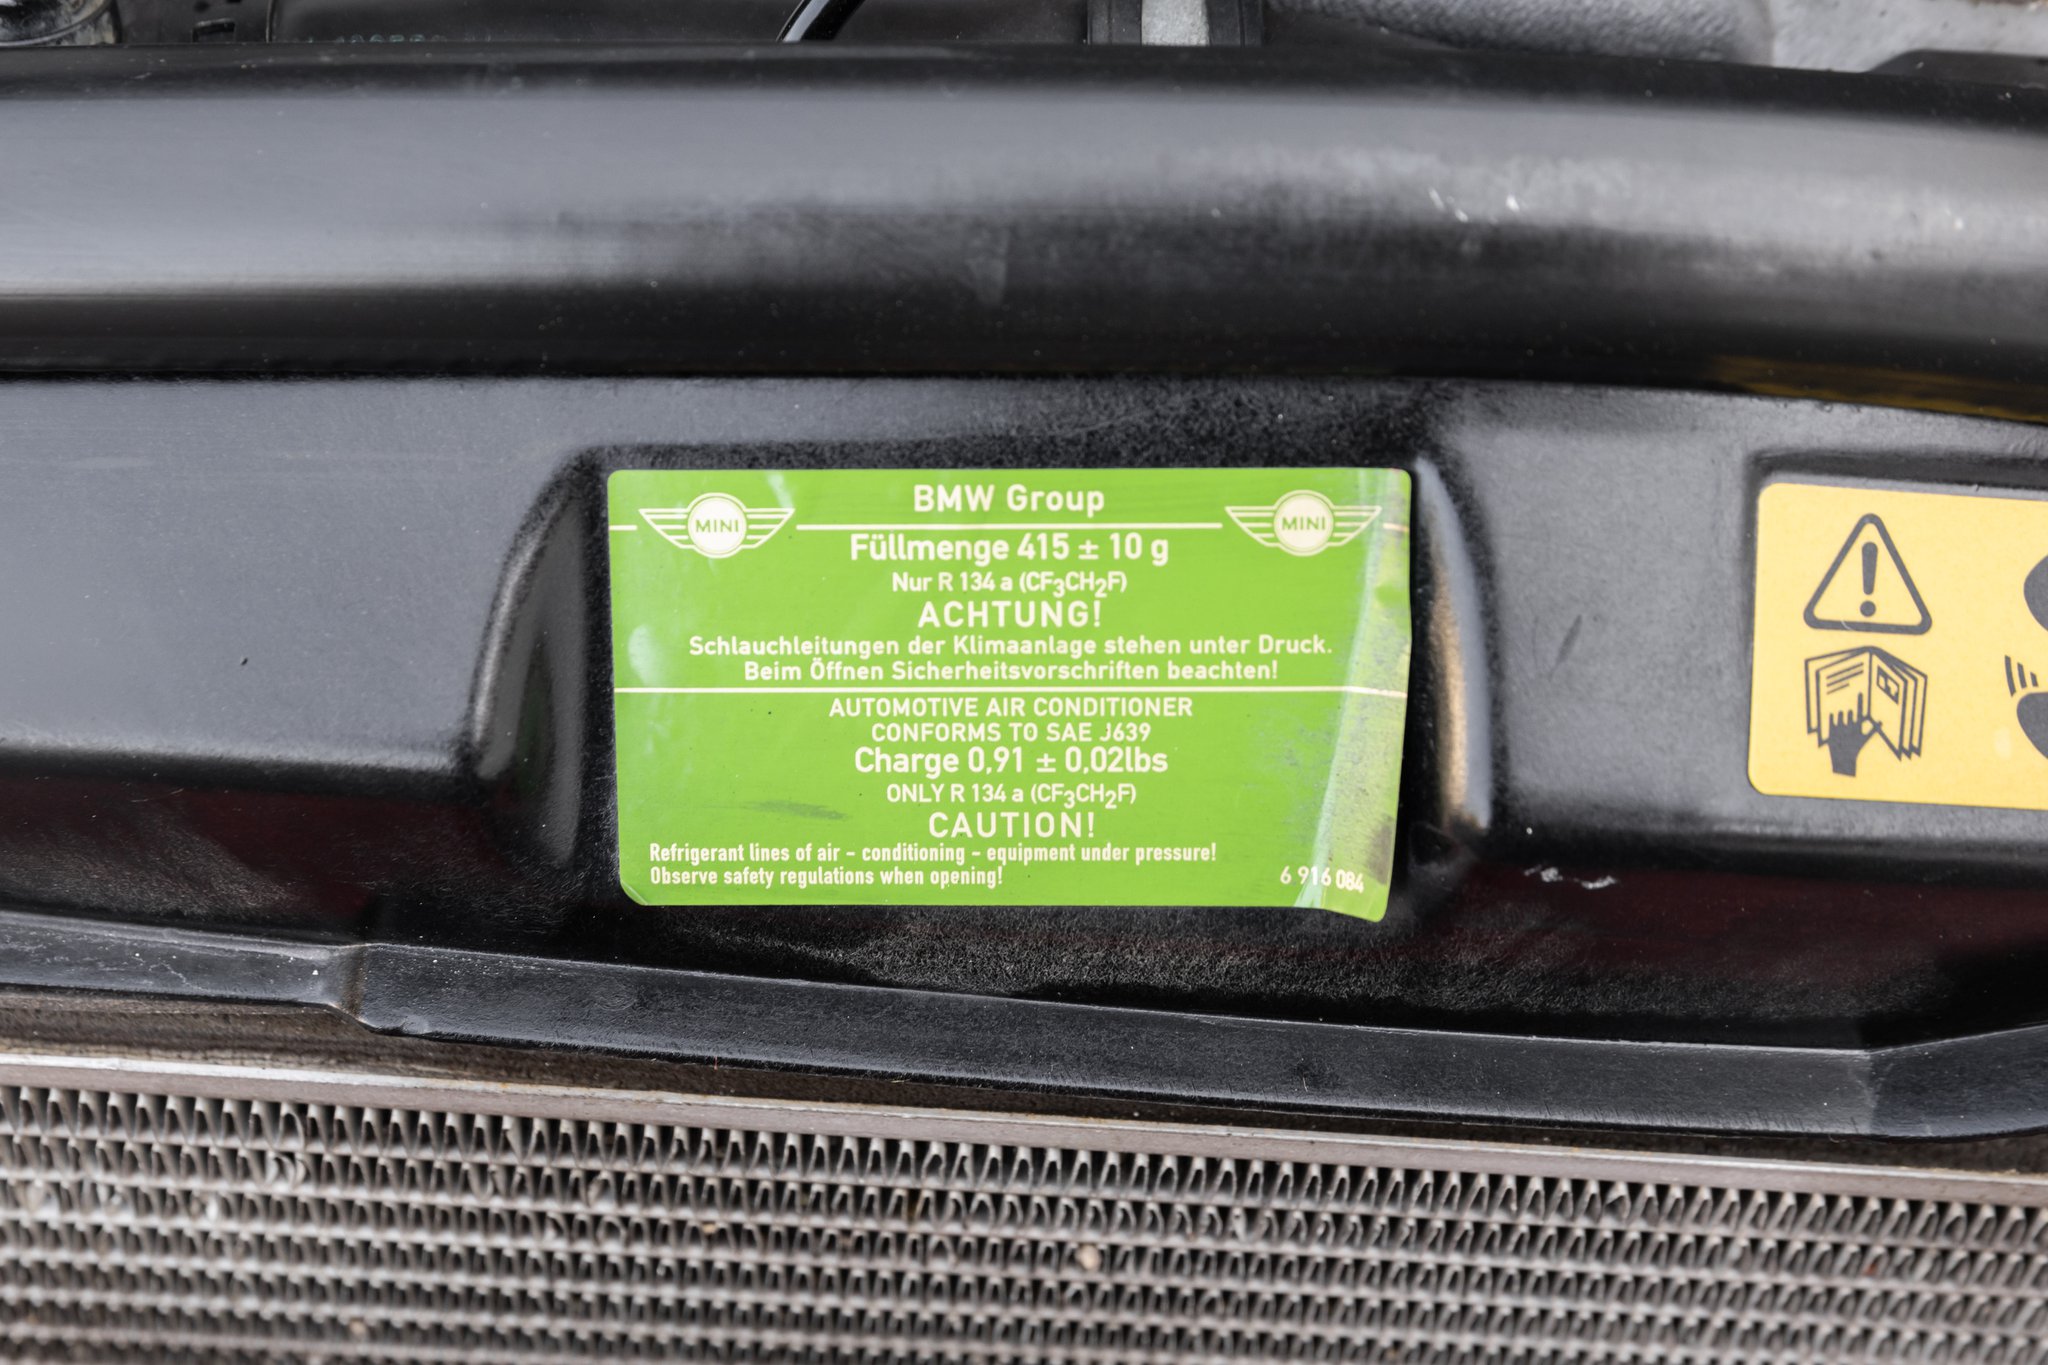 BMW Group
MINI
MINI
Füllmenge 415 ± 10 g
Nur R 134 a (CF3CH2F)
ACHTUNG!
Schlauchleitungen der Klimaanlage stehen unter Druck.
Beim Öffnen Sicherheitsvorschriften beachten!
AUTOMOTIVE AIR CONDITIONER
CONFORMS TO SAE J639
Charge 0,91 ± 0,02lbs
ONLY R 134 a (CF3CH2F)
CAUTION!
Refrigerant lines of air - conditioning - equipment under pressure!
Observe safety regulations when opening!
6 916 084